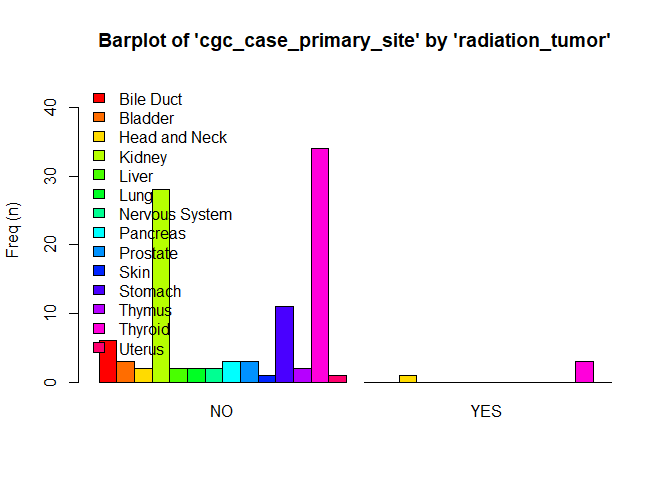 Barplot of 'cgc_case_primary_site' by 'radiation_tumor'
Freq (n)
40
30
20
10
0
Bile Duct
Bladder
Head and Neck
Kidney
Liver
Lung
Nervous System
Pancreas
Prostate
Skin
Stomach
Thymus
Thyroid
Uterus
NO
YES